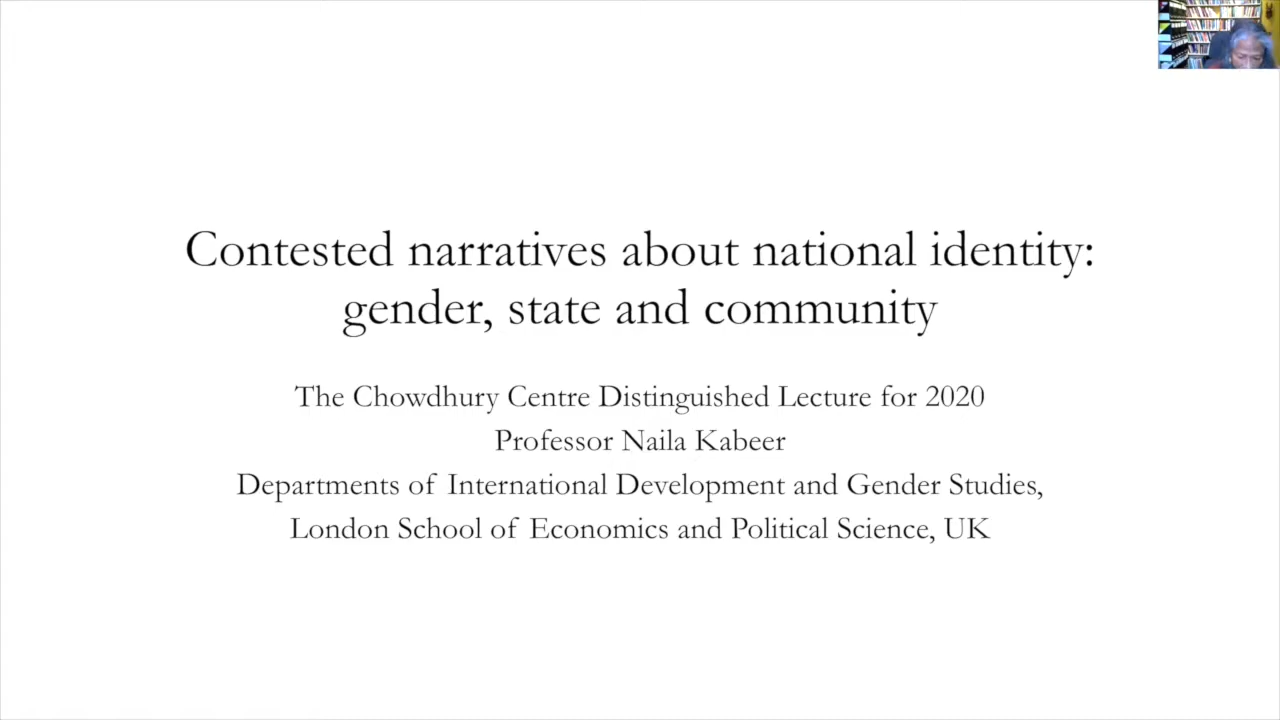 Contested narratives about national identity:
gender, state and community
The Chowdhury Centre Distinguished Lecture for 2020
Professor Naila Kabeer
Departments of International Development and Gender Studies,
London School of Economics and Political Science, UK